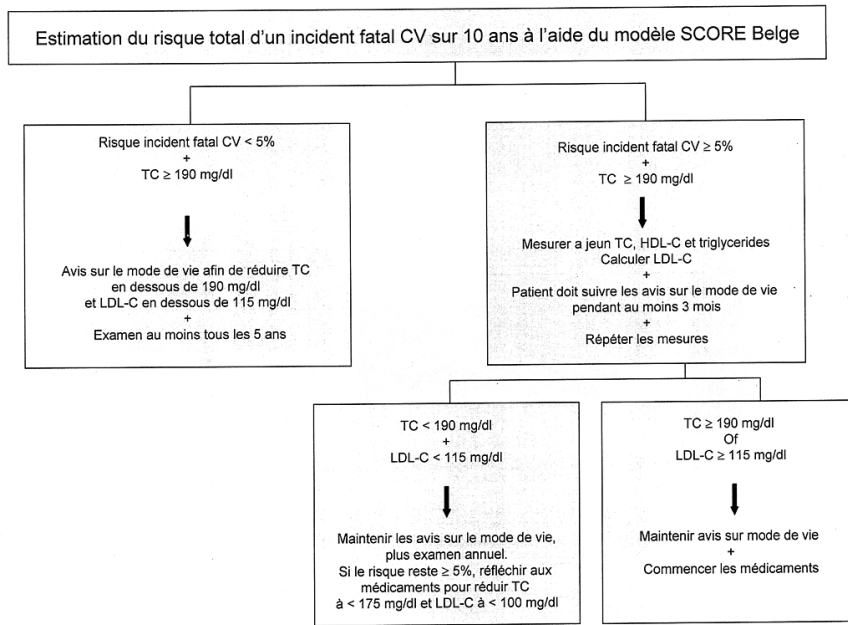 Estimation du risque total d'un incident fatal CV sur 10 ans à l'aide du modèle SCORE Belge
Risque incident fatal CV < 5%
+
TC ≥ 190 mg/dl
Avis sur le mode de vie afin de réduire TC
en dessous de 190 mg/dl
et LDL-C en dessous de 115 mg/dl
+
Examen au moins tous les 5 ans
Risque incident fatal CV ≥ 5%
+
TC ≥ 190 mg/dl
Mesurer a jeun TC, HDL-C et triglycerides
Calculer LDL-C
+
Patient doit suivre les avis sur le mode de vie
pendant au moins 3 mois
+
Répéter les mesures
TC < 190 mg/dl
+
LDL-C < 115 mg/dl
Maintenir les avis sur le mode de vie,
plus examen annuel.
Si le risque reste ≥ 5%, réfléchir aux
médicaments pour réduire TC
à < 175 mg/dl et LDL-C à < 100 mg/dl
TC ≥ 190 mg/dl
Of
LDL-C ≥ 115 mg/dl
Maintenir avis sur mode de vie
+
Commencer les médicaments